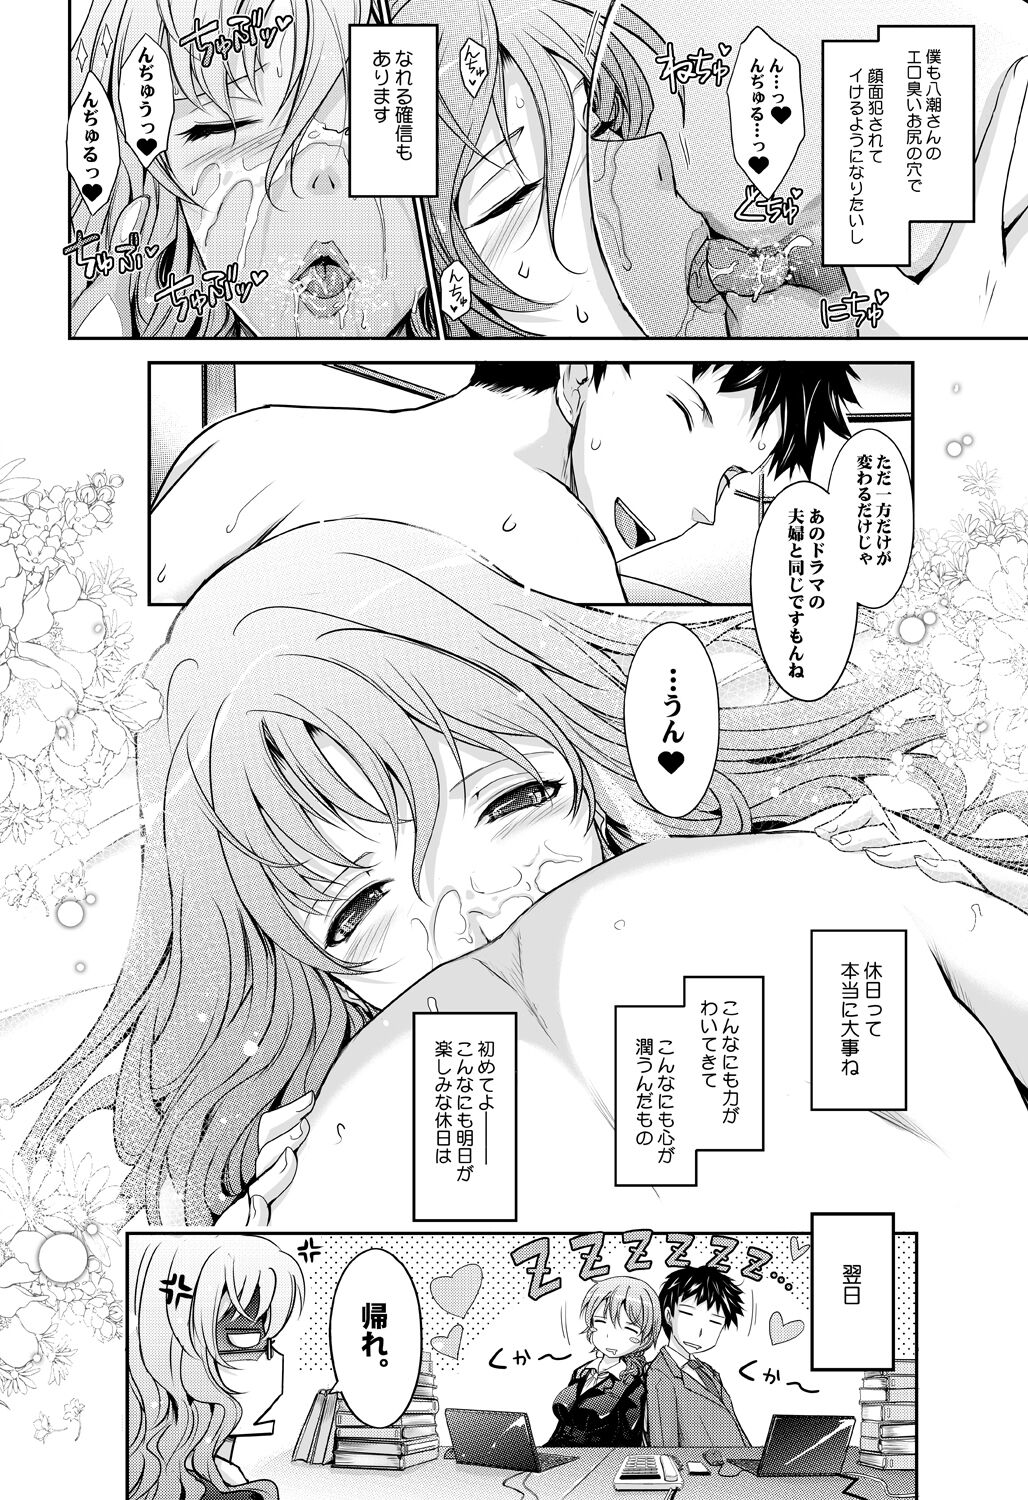 僕も八潮さんの
エロ臭いお尻の穴で
顔面犯されて
イけるようになりたいし
ん…っ♥
んぢゅる…っ♥
ねちゅ
くちゅ
にちゅ
んぢゅ♡
んちゅ♡
なれる確信も
あります
ちゅぶッ♡
んぢゅうっ♥
んぢゅるっ♥
ちゅぶ♡
ちゅぶッ♡
ただ一方だけが
変わるだけじゃ
あのドラマの
夫婦と同じですもんね
…うん♥
休日って
本当に大事ね
こんなにも力が
わいてきて
こんなにも心が
潤うんだもの
初めてよ――
こんなにも明日が
楽しみな休日は
翌日
ZZZZZZ…
くか〜
くか〜
帰れ。